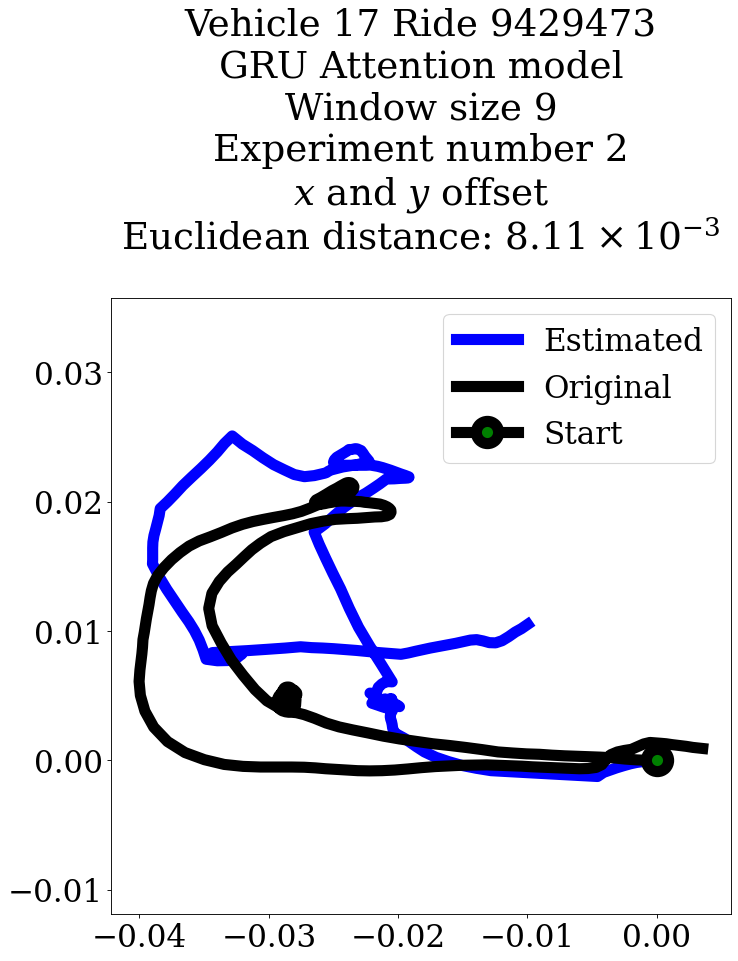 Vehicle 17 Ride 9429473
GRU Attention model
Window size 9
Experiment number 2
x and y offset
Euclidean distance: 8.11 × 10⁻³
Estimated
Original
Start
0.03
0.02
0.01
0.00
−0.01
−0.04
−0.03
−0.02
−0.01
0.00